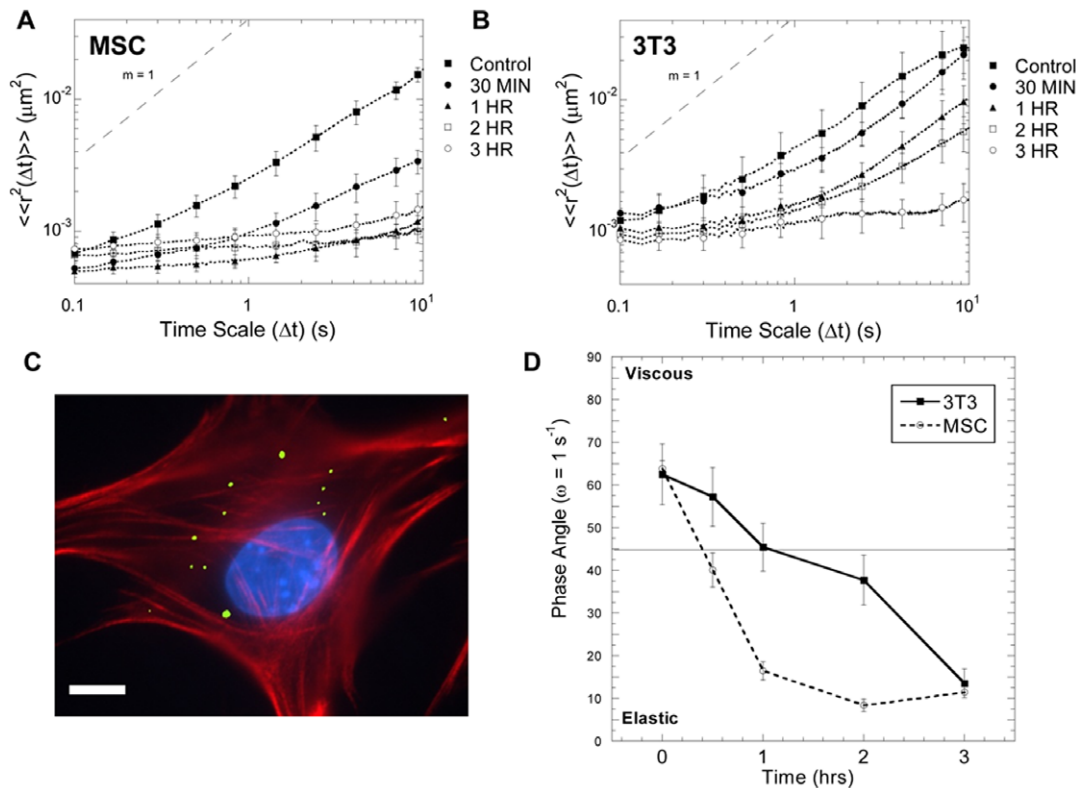 A
MSC
m = 1
<<r²(Δt)>> (μm²)
10⁻²
10⁻³
0.1
1
10¹
Time Scale (Δt) (s)
Control
30 MIN
1 HR
2 HR
3 HR
B
3T3
m = 1
<<r²(Δt)>> (μm²)
10⁻²
10⁻³
0.1
1
10¹
Time Scale (Δt) (s)
Control
30 MIN
1 HR
2 HR
3 HR
C
D
Viscous
3T3
MSC
Phase Angle (ω = 1 s⁻¹)
90
80
70
60
50
40
30
20
10
0
Elastic
0
1
2
3
Time (hrs)